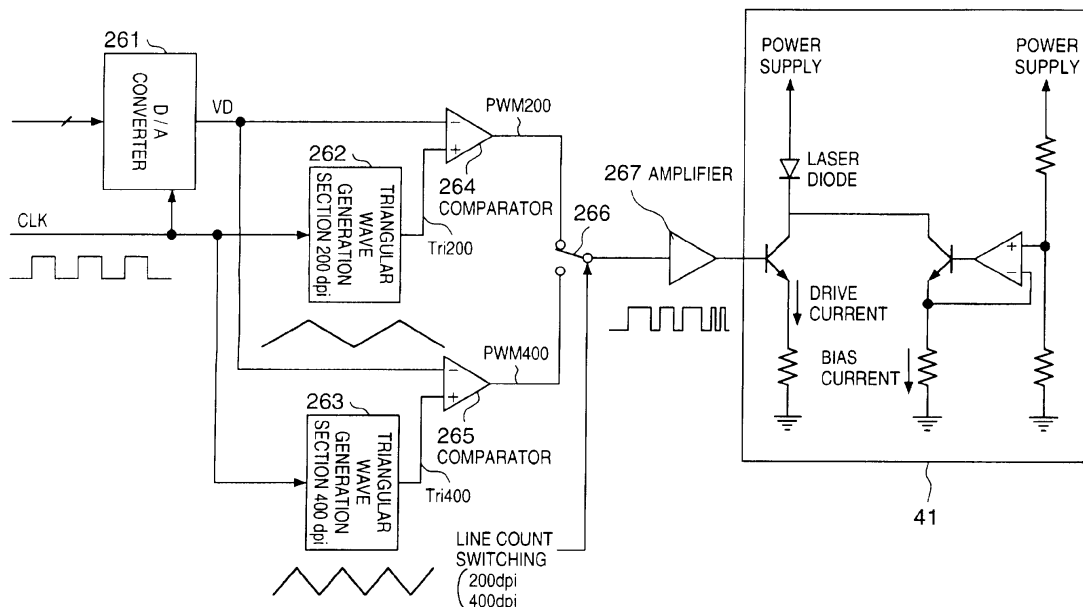 261
D/A
CONVERTER
VD
CLK
262
TRIANGULAR
WAVE
GENERATION
SECTION 200 dpi
Tri200
−
+
264
COMPARATOR
PWM200
263
TRIANGULAR
WAVE
GENERATION
SECTION 400 dpi
Tri400
−
+
265
COMPARATOR
PWM400
266
LINE COUNT
SWITCHING
200dpi
400dpi
267 AMPLIFIER
POWER
SUPPLY
LASER
DIODE
DRIVE
CURRENT
BIAS
CURRENT
POWER
SUPPLY
+
−
41